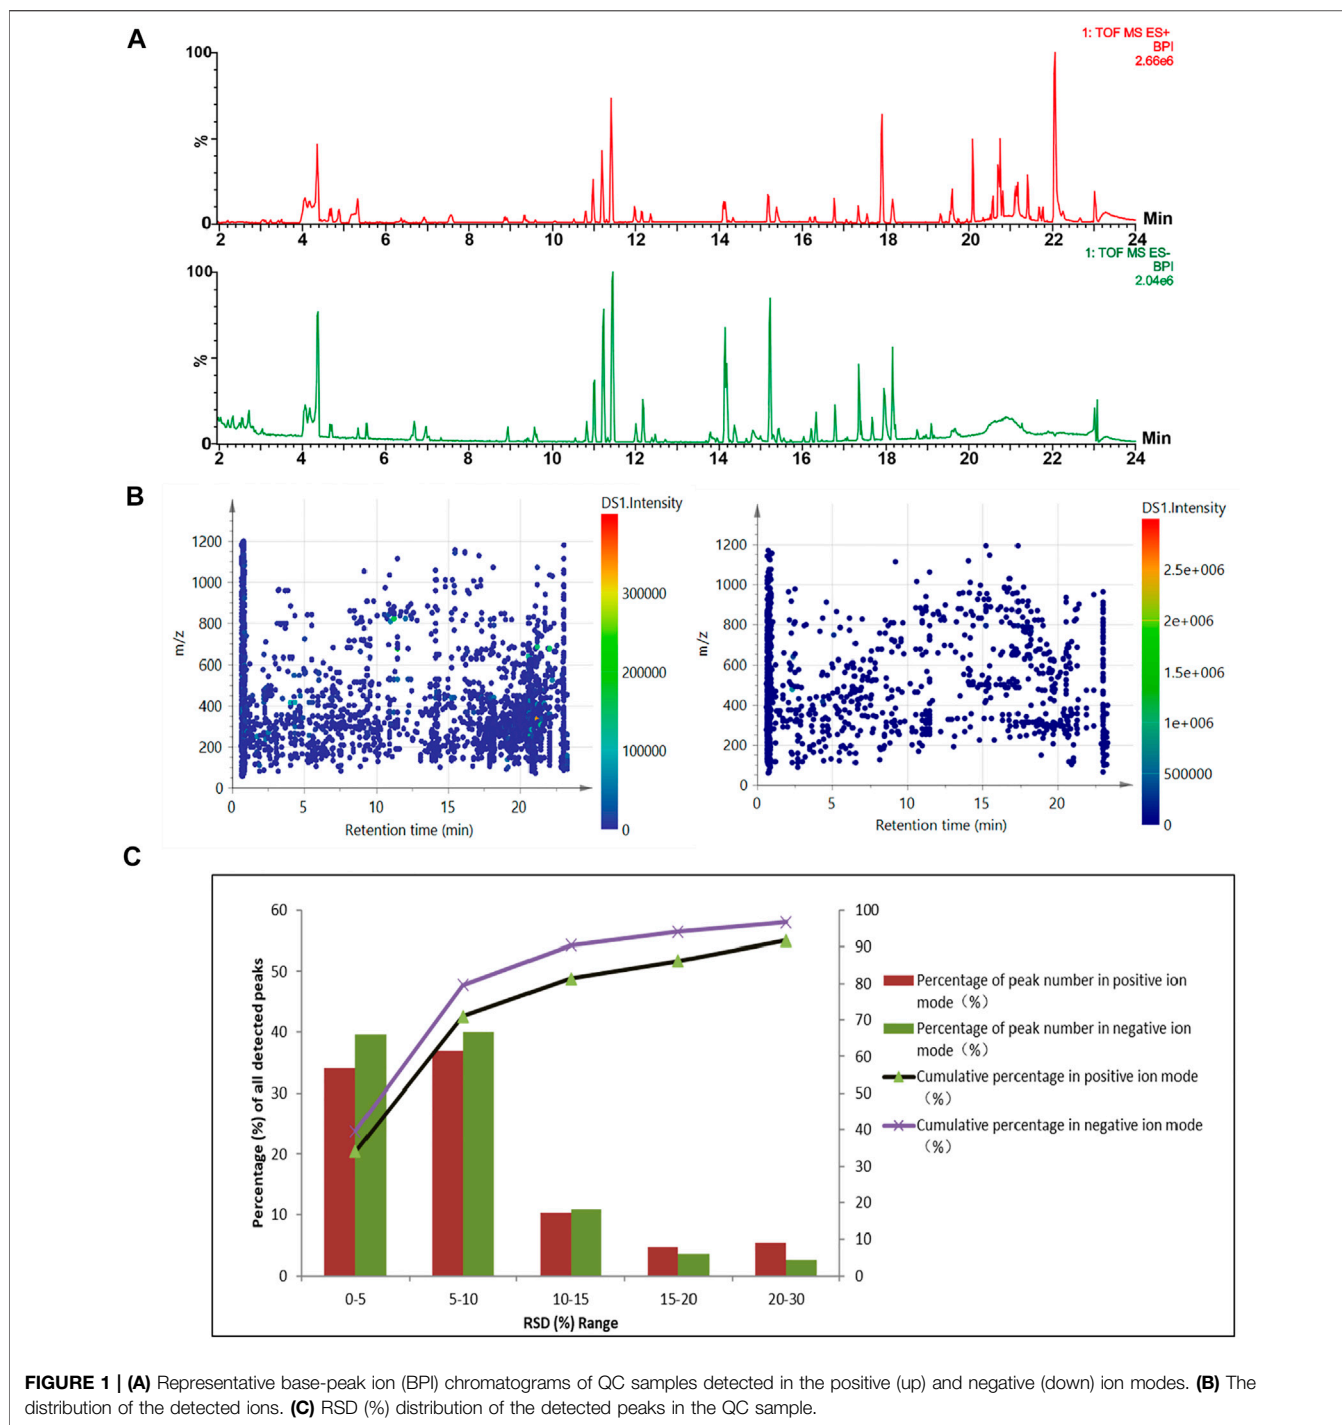 A
1: TOF MS ES+
BPI
2.66e6
100
%
0
Min
2 4 6 8 10 12 14 16 18 20 22 24
1: TOF MS ES-
BPI
2.04e6
100
%
0
Min
2 4 6 8 10 12 14 16 18 20 22 24
B
DS1.Intensity
1200
1000
800
600
400
200
0
m/z
0 5 10 15 20
Retention time (min)
300000
200000
100000
0
DS1.Intensity
1200
1000
800
600
400
200
0
m/z
0 5 10 15 20
Retention time (min)
2.5e+006
2e+006
1.5e+006
1e+006
500000
0
C
Percentage (%) of all detected peaks
60
50
40
30
20
10
0
100
90
80
70
60
50
40
30
20
10
0
0-5 5-10 10-15 15-20 20-30
RSD (%) Range
Percentage of peak number in positive ion
mode（%）
Percentage of peak number in negative ion
mode（%）
Cumulative percentage in positive ion mode
（%）
Cumulative percentage in negative ion mode
（%）
FIGURE 1 | (A) Representative base-peak ion (BPI) chromatograms of QC samples detected in the positive (up) and negative (down) ion modes. (B) The
distribution of the detected ions. (C) RSD (%) distribution of the detected peaks in the QC sample.